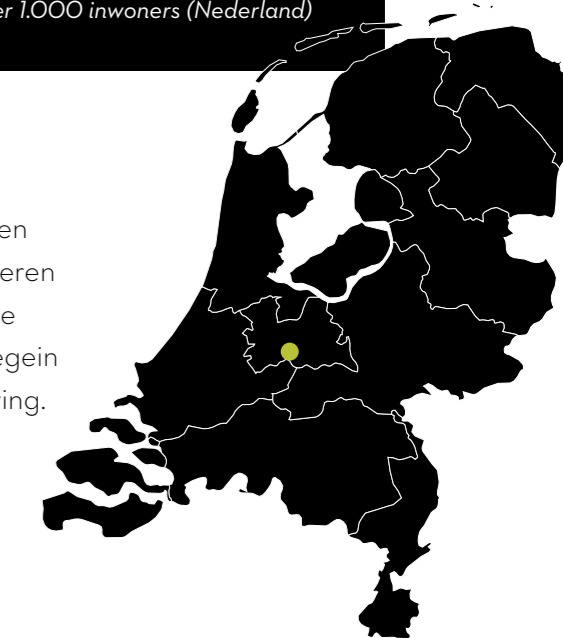 er 1.000 inwoners (Nederland)
en
eren
e
egein
ing.